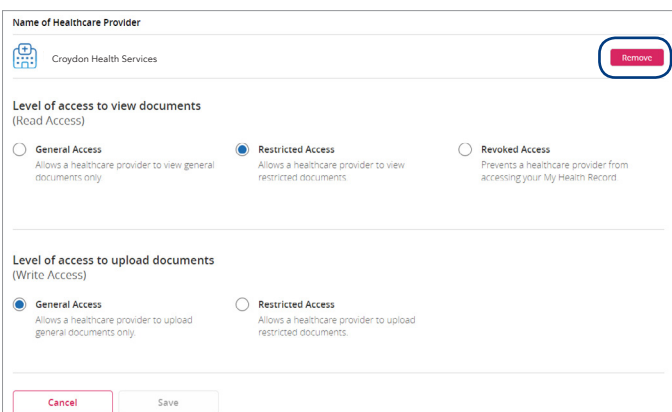 Name of Healthcare Provider
Croydon Health Services
Remove
Level of access to view documents
(Read Access)
General Access
Allows a healthcare provider to view general
documents only.
Restricted Access
Allows a healthcare provider to view
restricted documents.
Revoked Access
Prevents a healthcare provider from
accessing your My Health Record.
Level of access to upload documents
(Write Access)
General Access
Allows a healthcare provider to upload
general documents only.
Restricted Access
Allows a healthcare provider to upload
restricted documents.
Cancel
Save